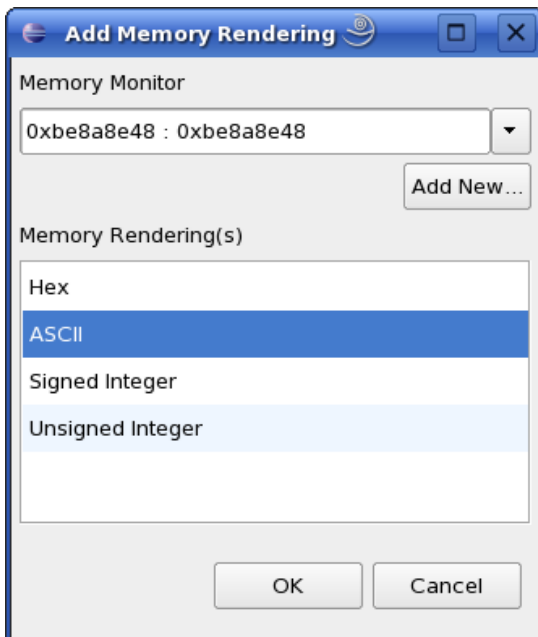 Add Memory Rendering
Memory Monitor
0xbe8a8e48 : 0xbe8a8e48
Add New...
Memory Rendering(s)
Hex
ASCII
Signed Integer
Unsigned Integer
OK Cancel